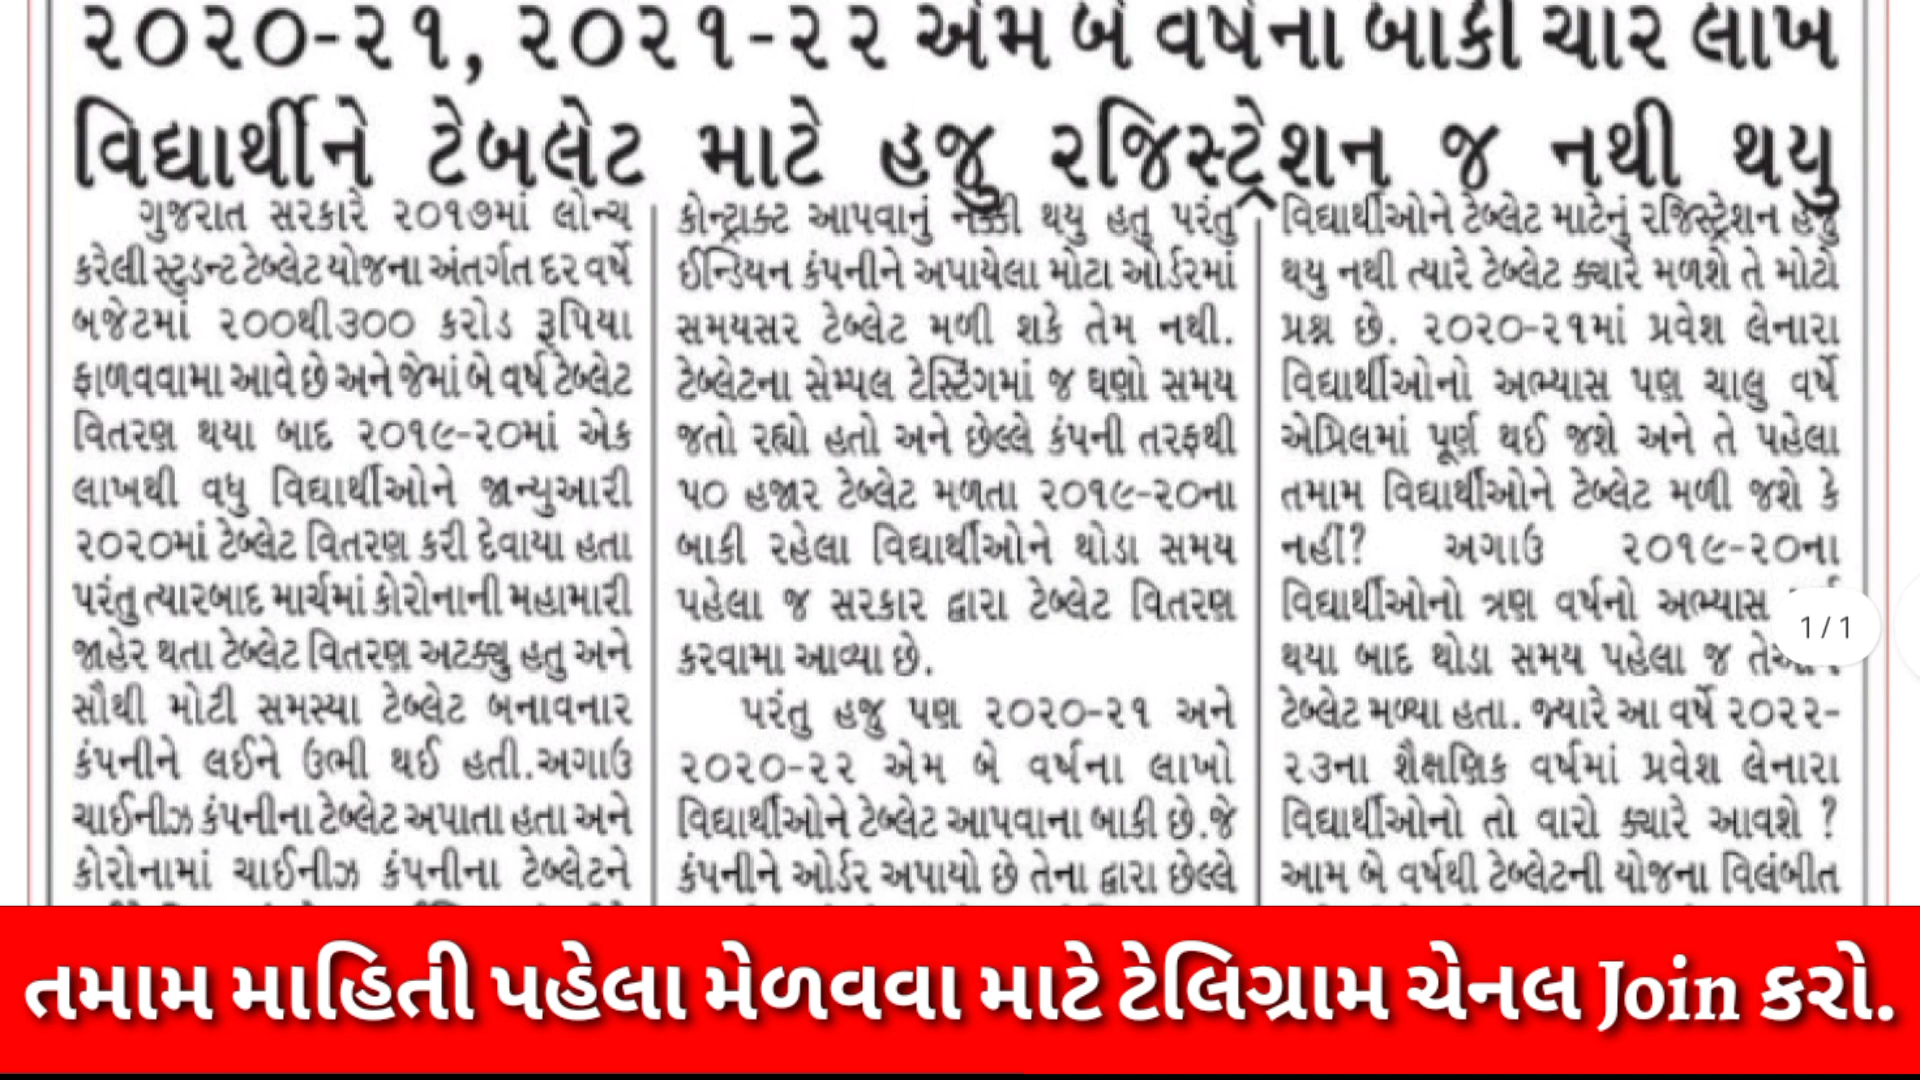 ૨૦૨૦-૨૧, ૨૦૨૧-૨૨ એમ બે વર્ષના બાકી ચાર લાખ
વિદ્યાર્થીને ટેબલેટ માટે હજુ રજિસ્ટ્રેશન જ નથી થયુ
ગુજરાત સરકારે ૨૦૧૭માં લોન્ચ
કરેલી સ્ટુડન્ટ ટેબ્લેટ યોજના અંતર્ગત દર વર્ષે
બજેટમાં ૨૦૦થી૩૦૦ કરોડ રૂપિયા
ફાળવવામા આવે છે અને જેમાં બે વર્ષ ટેબ્લેટ
વિતરણ થયા બાદ ૨૦૧૯-૨૦માં એક
લાખથી વધુ વિદ્યાર્થીઓને જાન્યુઆરી
૨૦૨૦માં ટેબ્લેટ વિતરણ કરી દેવાયા હતા
પરંતુ ત્યારબાદ માર્ચમાં કોરોનાની મહામારી
જાહેર થતા ટેબ્લેટ વિતરણ અટક્યુ હતુ અને
સૌથી મોટી સમસ્યા ટેબ્લેટ બનાવનાર
કંપનીને લઈને ઉભી થઈ હતી.અગાઉ
ચાઈનીઝ કંપનીના ટેબ્લેટ અપાતા હતા અને
કોરોનામાં ચાઈનીઝ કંપનીના ટેબ્લેટને
કોન્ટ્રાક્ટ આપવાનું નક્કી થયુ હતુ પરંતુ
ઈન્ડિયન કંપનીને અપાયેલા મોટા ઓર્ડરમાં
સમયસર ટેબ્લેટ મળી શકે તેમ નથી.
ટેબ્લેટના સેમ્પલ ટેસ્ટિંગમાં જ ઘણો સમય
જતો રહ્યો હતો અને છેલ્લે કંપની તરફથી
૫૦ હજાર ટેબ્લેટ મળતા ૨૦૧૯-૨૦ના
બાકી રહેલા વિદ્યાર્થીઓને થોડા સમય
પહેલા જ સરકાર દ્વારા ટેબ્લેટ વિતરણ
કરવામા આવ્યા છે.
પરંતુ હજુ પણ ૨૦૨૦-૨૧ અને
૨૦૨૦-૨૨ એમ બે વર્ષના લાખો
વિદ્યાર્થીઓને ટેબ્લેટ આપવાના બાકી છે.જે
કંપનીને ઓર્ડર અપાયો છે તેના દ્વારા છેલ્લે
વિદ્યાર્થીઓને ટેબ્લેટ માટેનું રજિસ્ટ્રેશન હજુ
થયુ નથી ત્યારે ટેબ્લેટ ક્યારે મળશે તે મોટો
પ્રશ્ન છે. ૨૦૨૦-૨૧માં પ્રવેશ લેનારા
વિદ્યાર્થીઓનો અભ્યાસ પણ ચાલુ વર્ષે
એપ્રિલમાં પૂર્ણ થઈ જશે અને તે પહેલા
તમામ વિદ્યાર્થીઓને ટેબ્લેટ મળી જશે કે
નહીં? અગાઉ ૨૦૧૯-૨૦ના
વિદ્યાર્થીઓનો ત્રણ વર્ષનો અભ્યાસ
થયા બાદ થોડા સમય પહેલા જ
ટેબ્લેટ મળ્યા હતા. જ્યારે આ વર્ષે ૨૦૨૨-
૨૩ના શૈક્ષણિક વર્ષમાં પ્રવેશ લેનારા
વિદ્યાર્થીઓનો તો વારો ક્યારે આવશે ?
આમ બે વર્ષથી ટેબ્લેટની યોજના વિલંબીત
1/1
તમામ માહિતી પહેલા મેળવવા માટે ટેલિગ્રામ ચેનલ Join કરો.